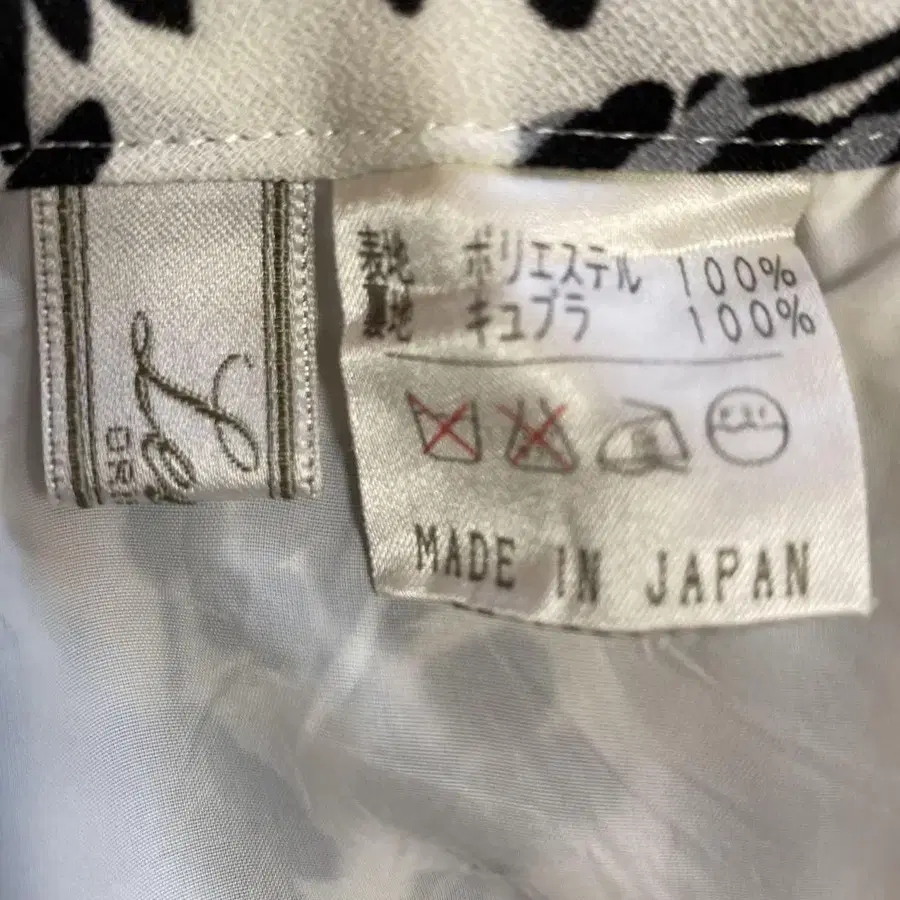 表地 ポリエステル 100%
裏地 キュプラ 100%
MADE IN JAPAN